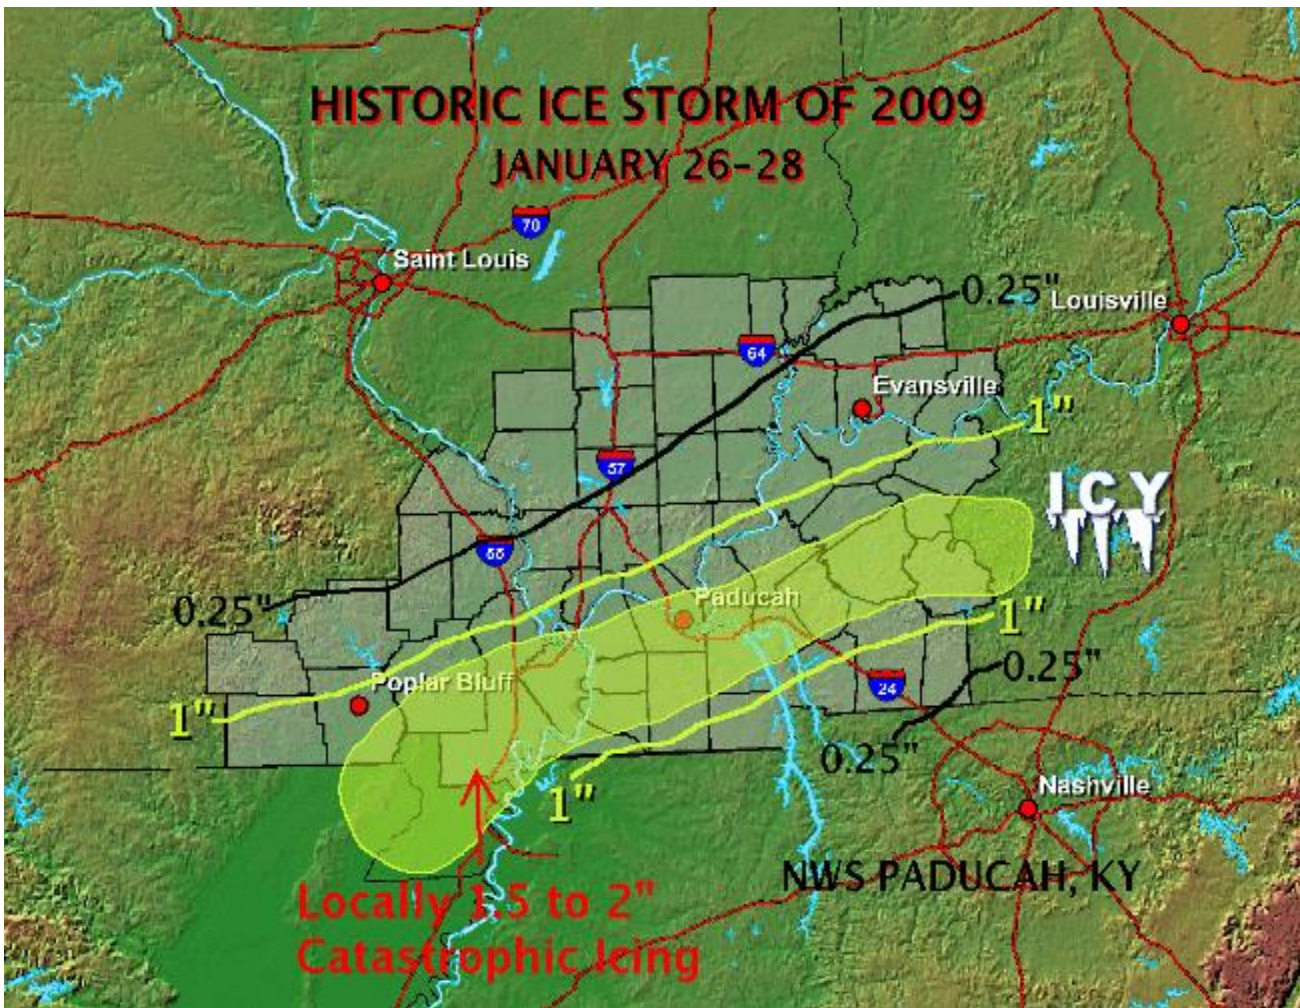 HISTORIC ICE STORM OF 2009
JANUARY 26-28
70
Saint Louis
0.25"
Louisville
64
Evansville
1"
57
ICY
55
Paducah
0.25"
1"
0.25"
Poplar Bluff
24
1"
0.25"
Nashville
1"
NWS PADUCAH, KY
Locally 1.5 to 2"
Catastrophic Icing